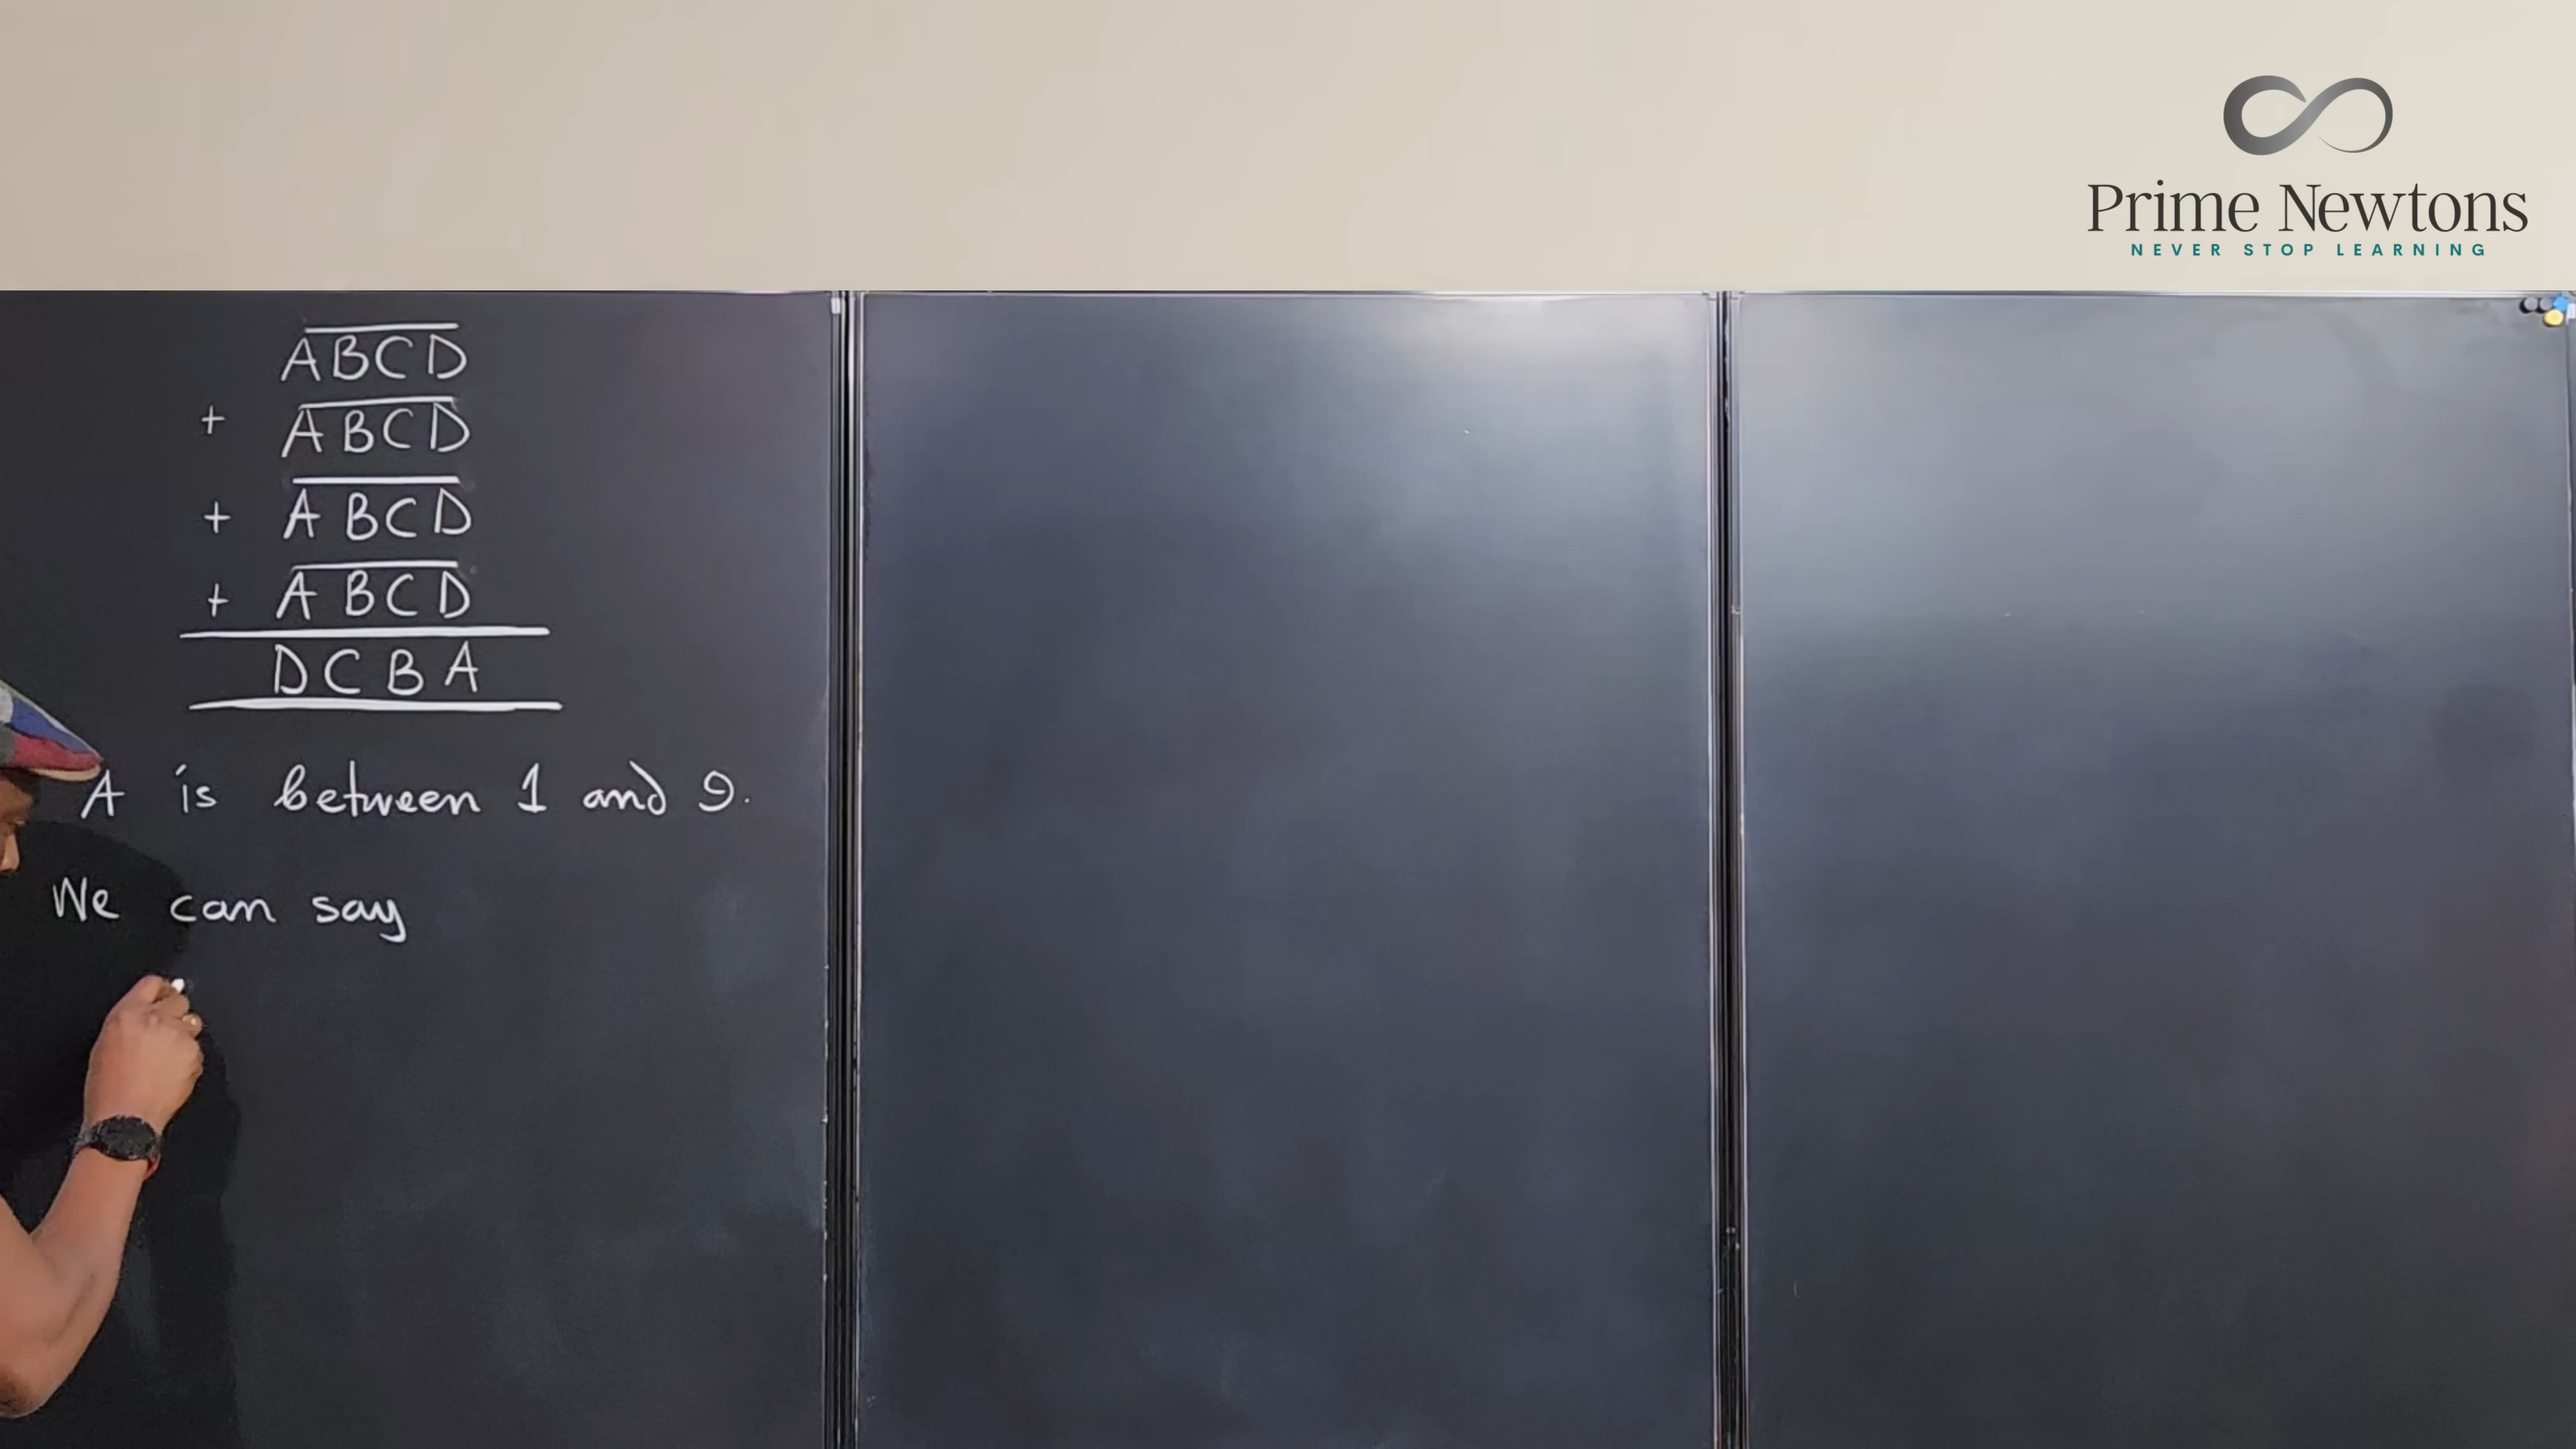 Prime Newtons
NEVER STOP LEARNING
ABCD
+ ABCD
+ ABCD
+ ABCD
DCBA
A is between 1 and 9.
We can say